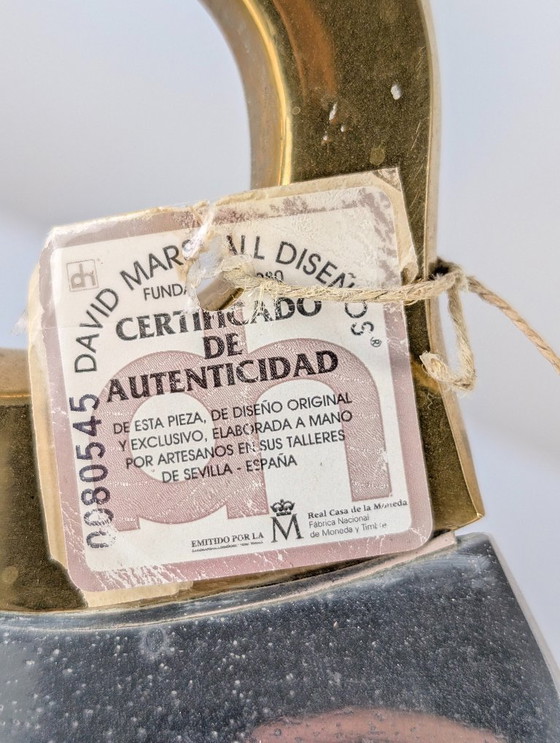 DAVID MARSHALL DISEÑOS®
CERTIFICADO
DE
AUTENTICIDAD
DE ESTA PIEZA, DE DISEÑO ORIGINAL
Y EXCLUSIVO, ELABORADA A MANO
POR ARTESANOS EN SUS TALLERES
DE SEVILLA - ESPAÑA
0080545
EMITIDO POR LA
M
Real Casa de la Moneda
Fábrica Nacional
de Moneda y Timbre